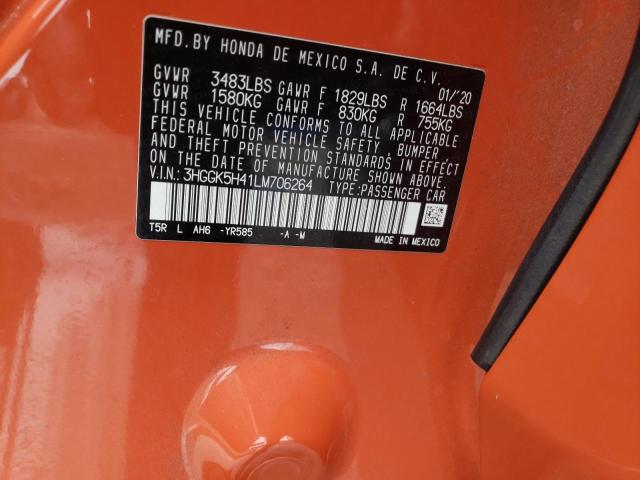 MFD.BY HONDA DE MEXICO S.A. DE C.V.
01/'20
GVWR 3483LBS GAWR F 1829LBS R 1664LBS
GVWR 1580KG GAWR F 830KG R 755KG
THIS VEHICLE CONFORMS TO ALL APPLICABLE
FEDERAL MOTOR VEHICLE SAFETY, BUMPER,
AND THEFT PREVENTION STANDARDS IN EFFECT
ON THE DATE OF MANUFACTURE SHOWN ABOVE.
V.I.N.: 3HGGK5H41LM706264 TYPE:PASSENGER CAR
T5R L AH6 -YR585 -A -M MADE IN MEXICO